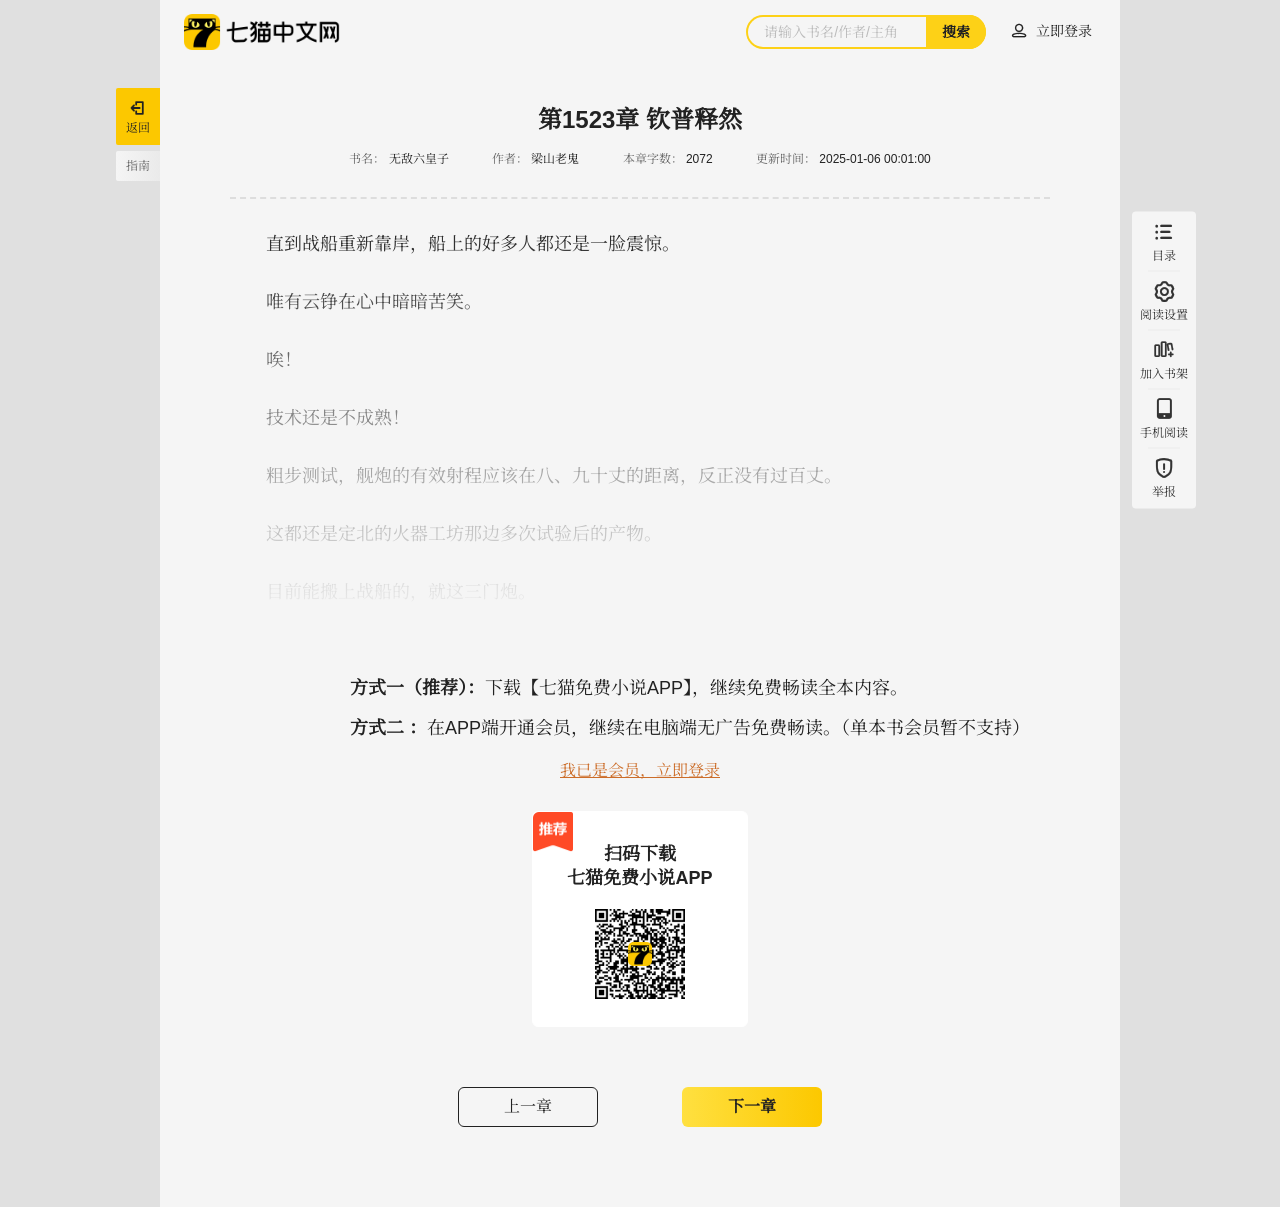 七猫中文网
请输入书名/作者/主角
搜索
立即登录
返回
指南
第1523章 钦普释然
书名： 无敌六皇子 作者： 梁山老鬼 本章字数： 2072 更新时间： 2025-01-06 00:01:00
直到战船重新靠岸，船上的好多人都还是一脸震惊。
唯有云铮在心中暗暗苦笑。
唉！
技术还是不成熟！
粗步测试，舰炮的有效射程应该在八、九十丈的距离，反正没有过百丈。
这都还是定北的火器工坊那边多次试验后的产物。
目前能搬上战船的，就这三门炮。
目录
阅读设置
加入书架
手机阅读
举报
方式一（推荐）：下载【七猫免费小说APP】，继续免费畅读全本内容。
方式二 ：在APP端开通会员，继续在电脑端无广告免费畅读。（单本书会员暂不支持）
我已是会员，立即登录
推荐
扫码下载
七猫免费小说APP
上一章
下一章